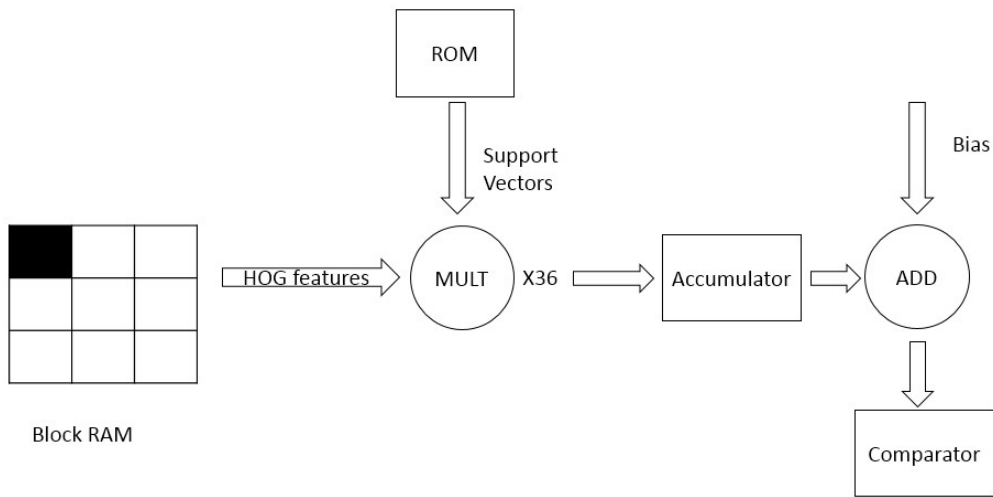 ROM
Support
Vectors
Bias
HOG features
MULT
X36
Accumulator
ADD
Block RAM
Comparator